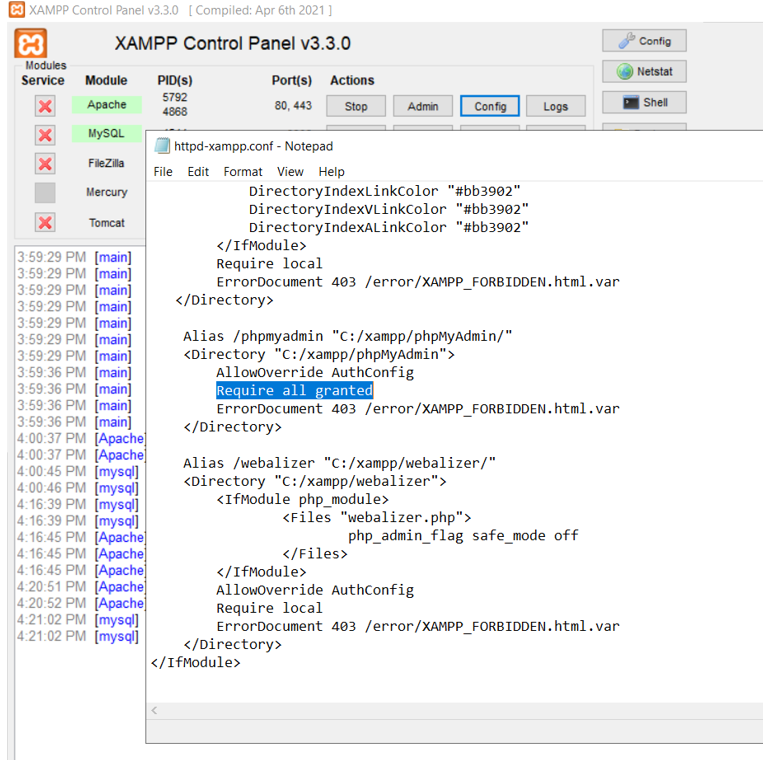 XAMPP Control Panel v3.3.0 [ Compiled: Apr 6th 2021 ]
XAMPP Control Panel v3.3.0
Config
Modules
Service Module PID(s) Port(s) Actions
Netstat
Apache 5792 4868 80, 443 Stop Admin Config Logs
Shell
MySQL
FileZilla
Mercury
Tomcat
3:59:29 PM [main]
3:59:29 PM [main]
3:59:29 PM [main]
3:59:29 PM [main]
3:59:29 PM [main]
3:59:29 PM [main]
3:59:29 PM [main]
3:59:36 PM [main]
3:59:36 PM [main]
3:59:36 PM [main]
3:59:36 PM [main]
4:00:37 PM [Apache]
4:00:37 PM [Apache]
4:00:45 PM [mysql]
4:00:46 PM [mysql]
4:16:39 PM [mysql]
4:16:39 PM [mysql]
4:16:45 PM [Apache]
4:16:45 PM [Apache]
4:16:45 PM [Apache]
4:20:51 PM [Apache]
4:20:52 PM [Apache]
4:21:02 PM [mysql]
4:21:02 PM [mysql]
httpd-xampp.conf - Notepad
File Edit Format View Help
DirectoryIndexLinkColor "#bb3902"
DirectoryIndexVLinkColor "#bb3902"
DirectoryIndexALinkColor "#bb3902"
</IfModule>
Require local
ErrorDocument 403 /error/XAMPP_FORBIDDEN.html.var
</Directory>
Alias /phpmyadmin "C:/xampp/phpMyAdmin/"
<Directory "C:/xampp/phpMyAdmin">
AllowOverride AuthConfig
Require all granted
ErrorDocument 403 /error/XAMPP_FORBIDDEN.html.var
</Directory>
Alias /webalizer "C:/xampp/webalizer/"
<Directory "C:/xampp/webalizer">
<IfModule php_module>
<Files "webalizer.php">
php_admin_flag safe_mode off
</Files>
</IfModule>
AllowOverride AuthConfig
Require local
ErrorDocument 403 /error/XAMPP_FORBIDDEN.html.var
</Directory>
</IfModule>